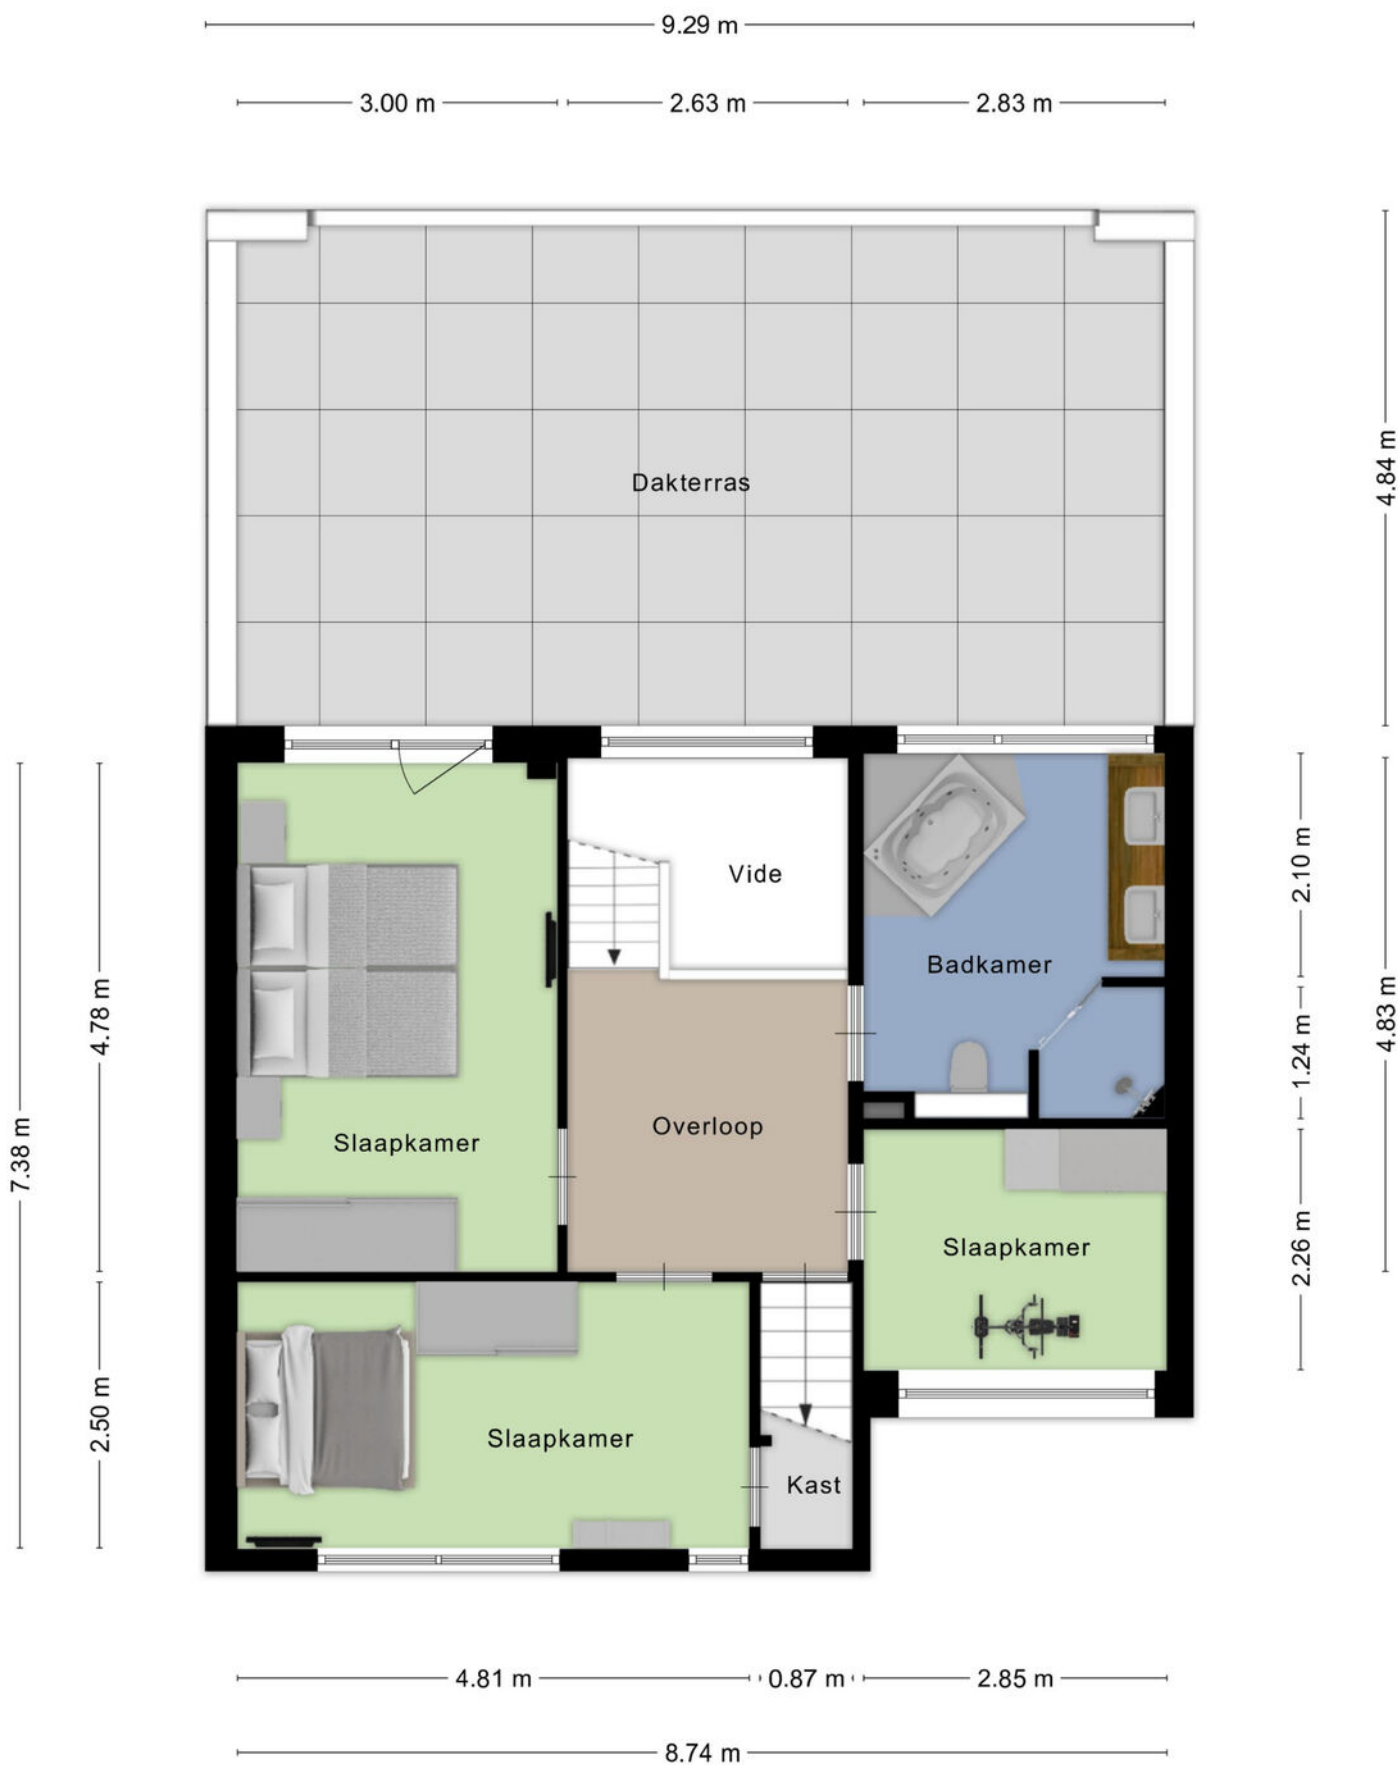 9.29 m
3.00 m
2.63 m
2.83 m
Dakterras
4.84 m
Vide
Badkamer
2.10 m
4.78 m
1.24 m
4.83 m
Slaapkamer
Overloop
7.38 m
Slaapkamer
2.26 m
2.50 m
Slaapkamer
Kast
4.81 m
0.87 m
2.85 m
8.74 m